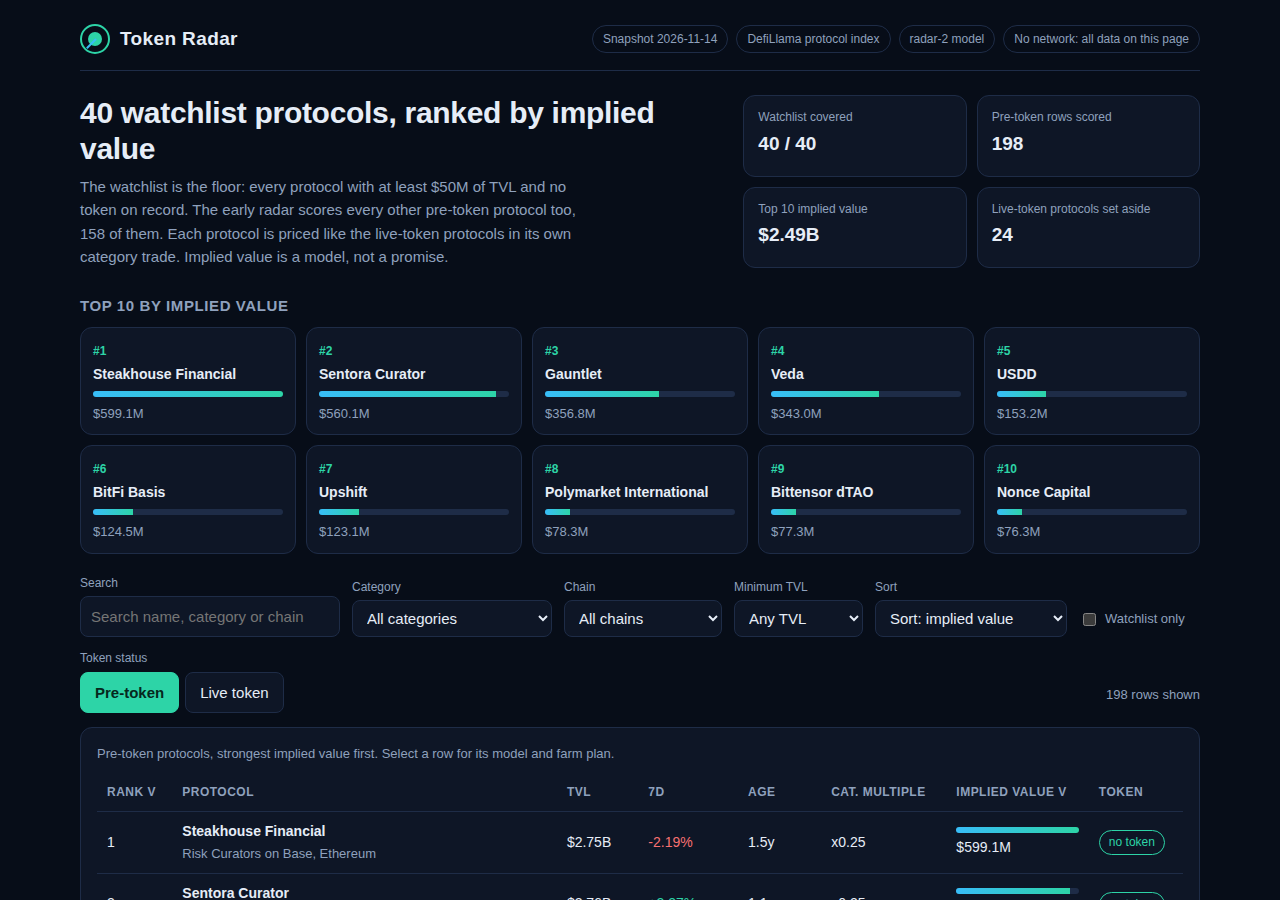 Token Radar
Snapshot 2026-11-14
DefiLlama protocol index
radar-2 model
No network: all data on this page
40 watchlist protocols, ranked by implied
value
The watchlist is the floor: every protocol with at least $50M of TVL and no
token on record. The early radar scores every other pre-token protocol too,
158 of them. Each protocol is priced like the live-token protocols in its own
category trade. Implied value is a model, not a promise.
Watchlist covered
40 / 40
Pre-token rows scored
198
Top 10 implied value
$2.49B
Live-token protocols set aside
24
TOP 10 BY IMPLIED VALUE
#1
Steakhouse Financial
$599.1M
#2
Sentora Curator
$560.1M
#3
Gauntlet
$356.8M
#4
Veda
$343.0M
#5
USDD
$153.2M
#6
BitFi Basis
$124.5M
#7
Upshift
$123.1M
#8
Polymarket International
$78.3M
#9
Bittensor dTAO
$77.3M
#10
Nonce Capital
$76.3M
Search
Search name, category or chain
Category
All categories
Chain
All chains
Minimum TVL
Any TVL
Sort
Sort: implied value
Watchlist only
Token status
Pre-token
Live token
198 rows shown
Pre-token protocols, strongest implied value first. Select a row for its model and farm plan.
RANK V PROTOCOL TVL 7D AGE CAT. MULTIPLE IMPLIED VALUE V TOKEN
1 Steakhouse Financial $2.75B -2.19% 1.5y x0.25 $599.1M no token
Risk Curators on Base, Ethereum
Sentora Curator